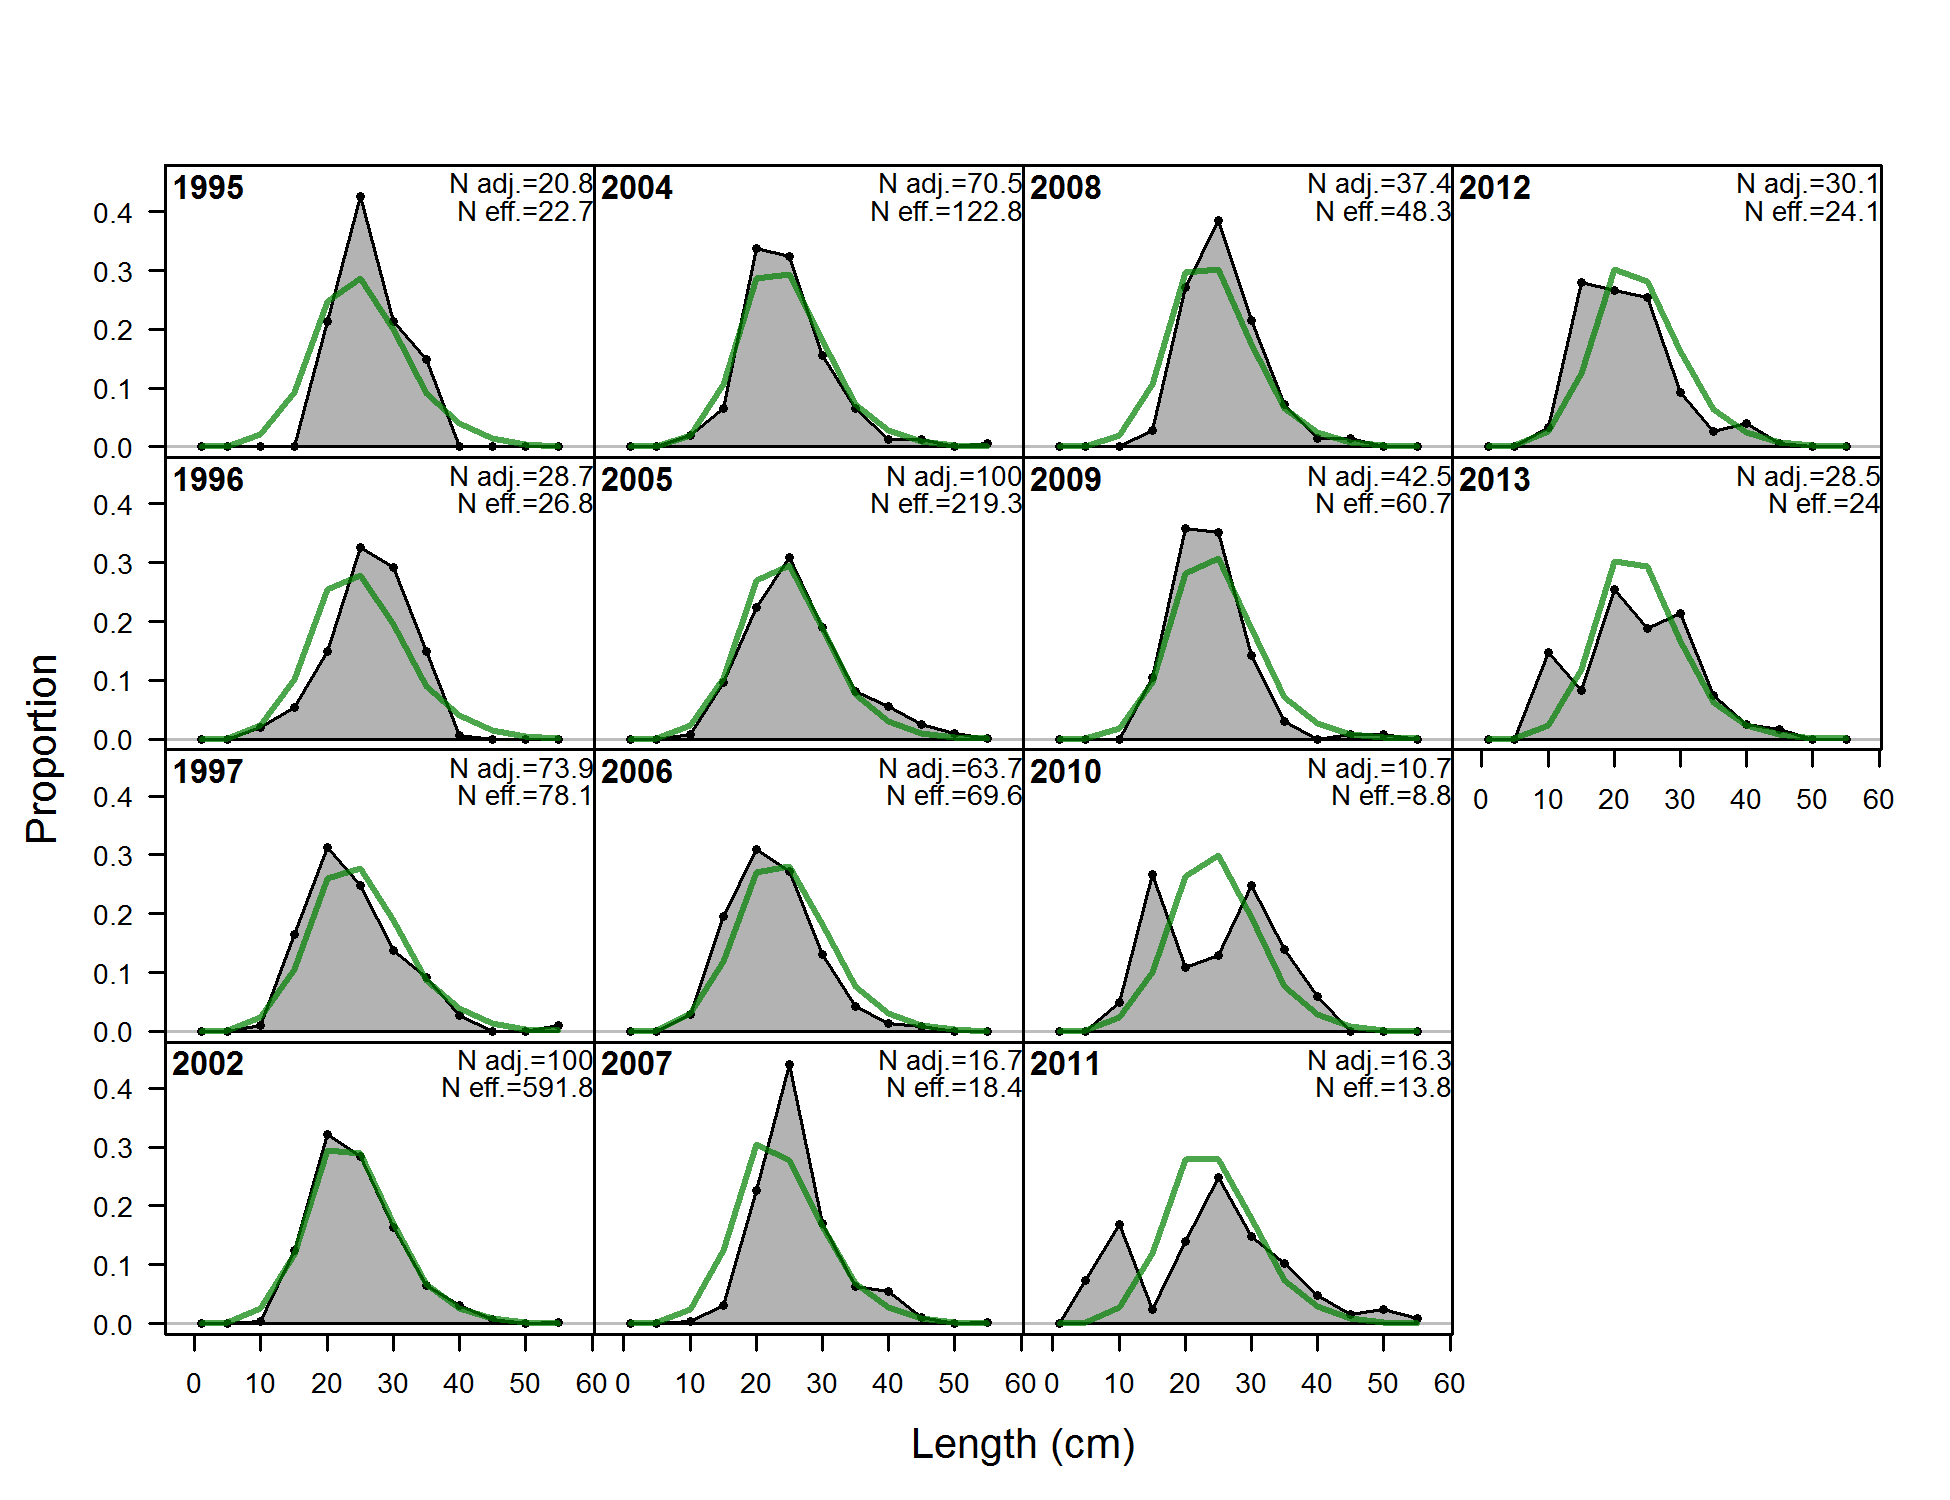 1995
N adj.=20.8
N eff.=22.7
2004
N adj.=70.5
N eff.=122.8
2008
N adj.=37.4
N eff.=48.3
2012
N adj.=30.1
N eff.=24.1
0.4
0.3
0.2
0.1
0.0
1996
N adj.=28.7
N eff.=26.8
2005
N adj.=100
N eff.=219.3
2009
N adj.=42.5
N eff.=60.7
2013
N adj.=28.5
N eff.=24
0.4
0.3
0.2
0.1
0.0
1997
N adj.=73.9
N eff.=78.1
2006
N adj.=63.7
N eff.=69.6
2010
N adj.=10.7
N eff.=8.8
0 10 20 30 40 50 60
0.4
0.3
0.2
0.1
0.0
2002
N adj.=100
N eff.=591.8
2007
N adj.=16.7
N eff.=18.4
2011
N adj.=16.3
N eff.=13.8
0.4
0.3
0.2
0.1
0.0
0 10 20 30 40 50 60
0 10 20 30 40 50 60
0 10 20 30 40 50 60
Proportion
Length (cm)